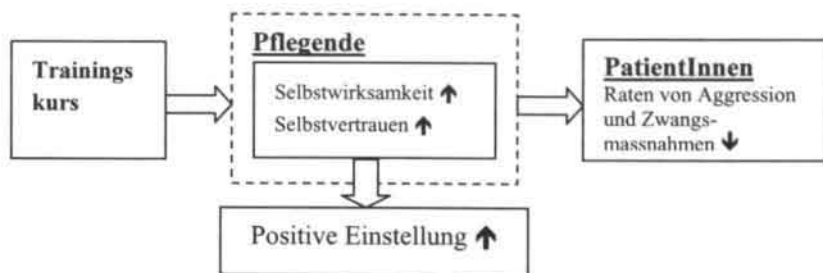 Trainings
kurs
Pflegende
Selbstwirksamkeit ↑
Selbstvertrauen ↑
PatientInnen
Raten von Aggression
und Zwangs-
massnahmen ↓
Positive Einstellung ↑